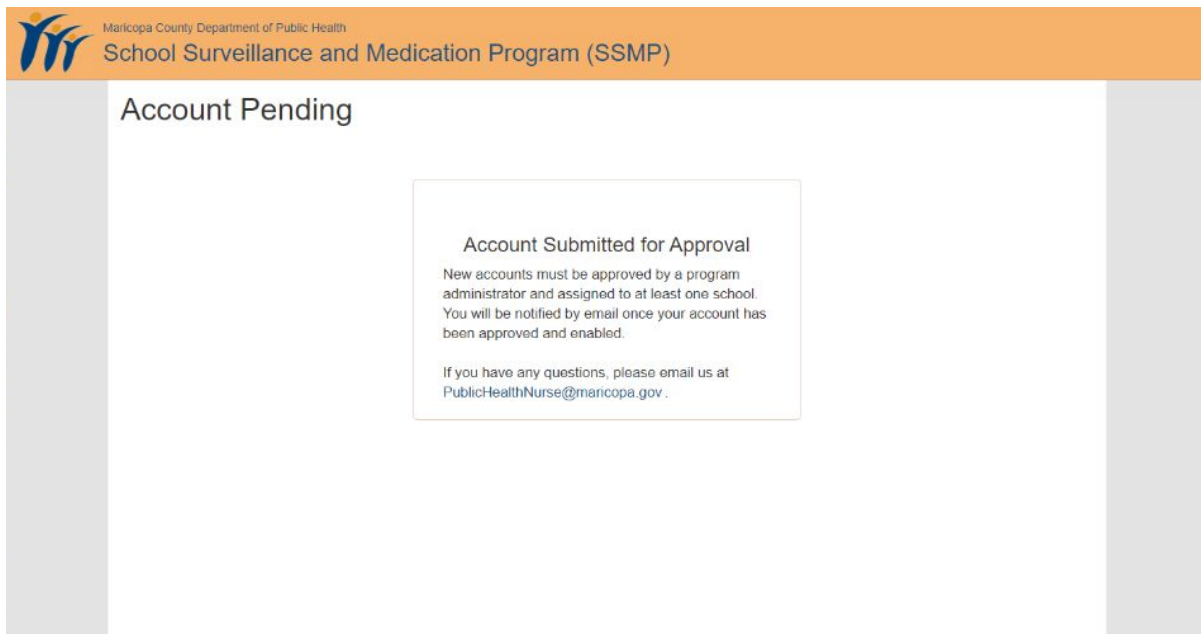 Maricopa County Department of Public Health
School Surveillance and Medication Program (SSMP)
Account Pending
Account Submitted for Approval
New accounts must be approved by a program
administrator and assigned to at least one school.
You will be notified by email once your account has
been approved and enabled.
If you have any questions, please email us at
PublicHealthNurse@maricopa.gov .